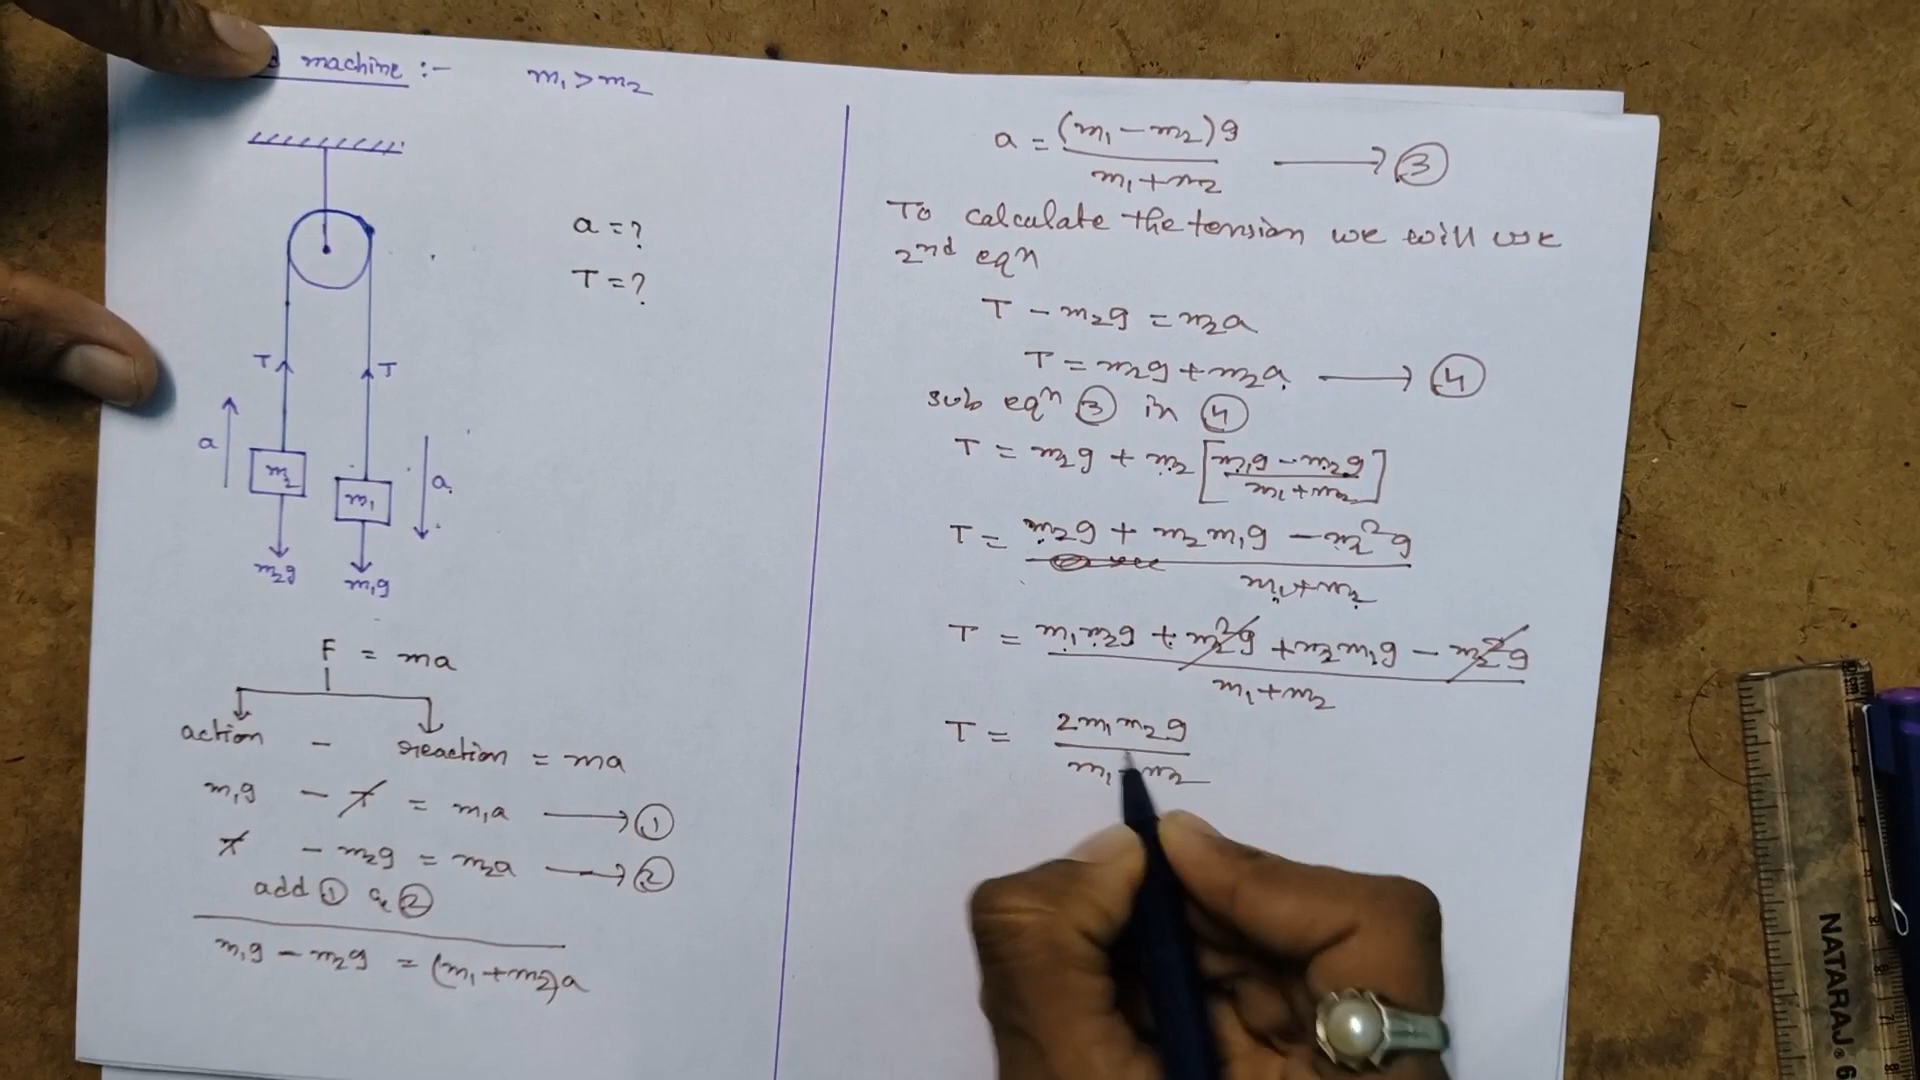 machine :-
m₁ > m₂
a = ?
T = ?
T
T
a
a
m₂
m₁
m₂g
m₁g
F = ma
action - reaction = ma
m₁g - T = m₁a → ①
T - m₂g = m₂a → ②
add ① & ②
m₁g - m₂g = (m₁+m₂)a
a = (m₁ - m₂)g / m₁+m₂ → ③
To calculate the tension we will use
2nd eqn
T - m₂g = m₂a
T = m₂g + m₂a → ④
sub eqn ③ in ④
T = m₂g + m₂ [m₁g - m₂g / m₁+m₂]
T = m₂g + m₂m₁g - m₂²g / m₁+m₂
T = m₁m₂g + m₂²g + m₂m₁g - m₂²g / m₁+m₂
T = 2m₁m₂g / m₁+m₂
NATARAJ® 6